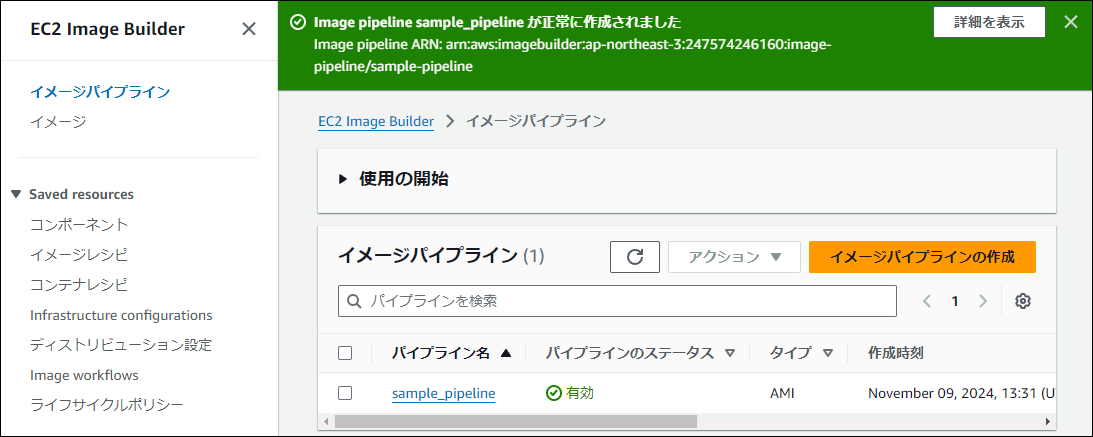 EC2 Image Builder
イメージパイプライン
イメージ
Saved resources
コンポーネント
イメージレシピ
コンテナレシピ
Infrastructure configurations
ディストリビューション設定
Image workflows
ライフサイクルポリシー
Image pipeline sample_pipeline が正常に作成されました
Image pipeline ARN: arn:aws:imagebuilder:ap-northeast-3:247574246160:image-
pipeline/sample-pipeline
詳細を表示
EC2 Image Builder > イメージパイプライン
使用の開始
イメージパイプライン (1)
アクション
イメージパイプラインの作成
パイプラインを検索
1
パイプライン名 パイプラインのステータス タイプ 作成時刻
sample_pipeline 有効 AMI November 09, 2024, 13:31 (U